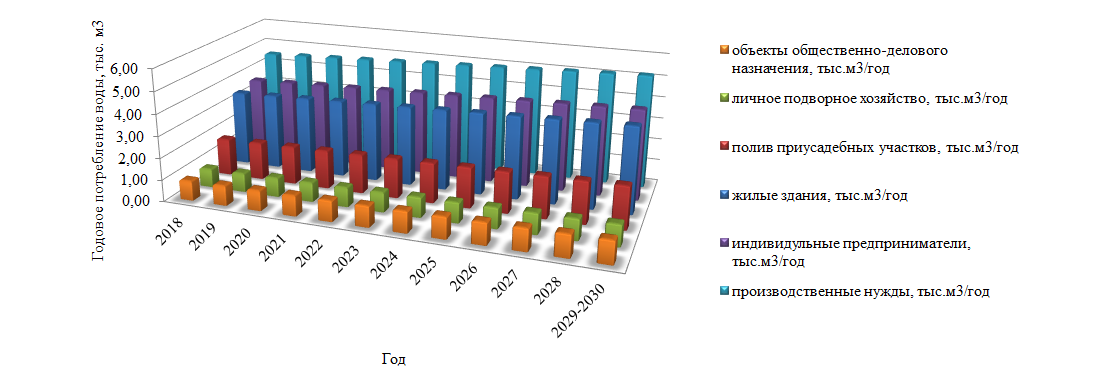 Годовое потребление воды, тыс. м3
6,00
5,00
4,00
3,00
2,00
1,00
0,00
2018
2019
2020
2021
2022
2023
2024
2025
2026
2027
2028
2029-2030
Год
объекты общественно-делового
назначения, тыс.м3/год
личное подворное хозяйство, тыс.м3/год
полив приусадебных участков, тыс.м3/год
жилые здания, тыс.м3/год
индивидульные предприниматели,
тыс.м3/год
производственные нужды, тыс.м3/год